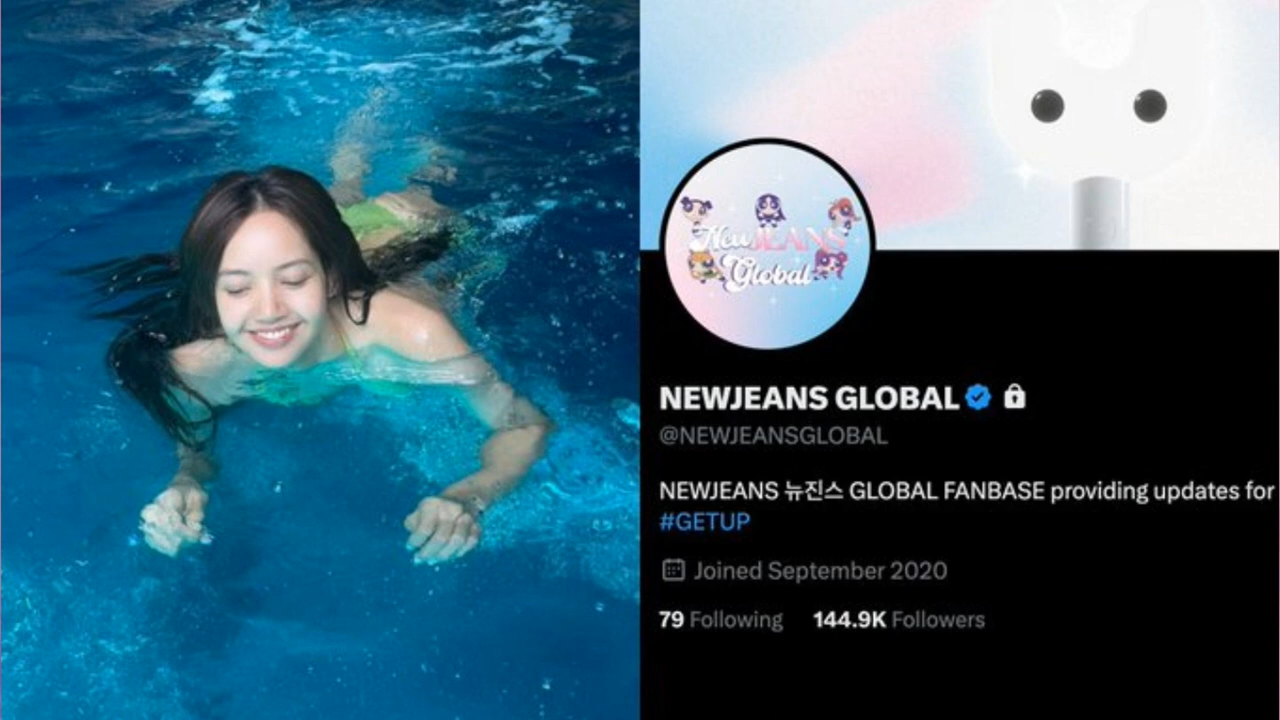 NewJEANS
Global
NEWJEANS GLOBAL
@NEWJEANSGLOBAL
NEWJEANS 뉴진스 GLOBAL FANBASE providing updates for
#GETUP
Joined September 2020
79 Following 144.9K Followers